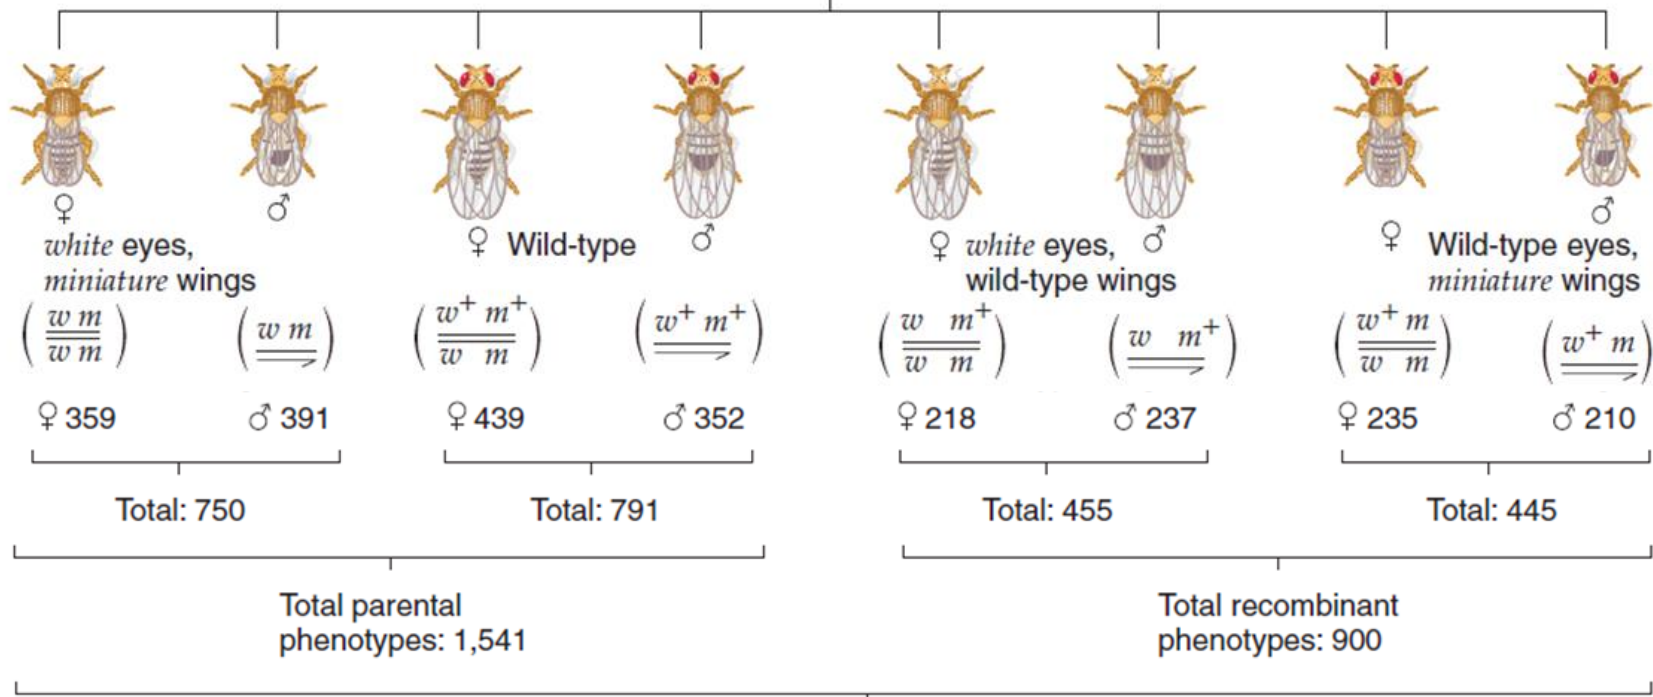 ♀ ♂ ♀ Wild-type ♂ ♀ white eyes, ♂ ♀ Wild-type eyes, ♂
white eyes,
miniature wings
wild-type wings
miniature wings
( w m / w m ) ( w m ) ( w⁺ m⁺ / w m ) ( w⁺ m⁺ ) ( w m⁺ / w m ) ( w m⁺ ) ( w⁺ m / w m ) ( w⁺ m )
♀ 359 ♂ 391 ♀ 439 ♂ 352 ♀ 218 ♂ 237 ♀ 235 ♂ 210
Total: 750 Total: 791 Total: 455 Total: 445
Total parental
phenotypes: 1,541
Total recombinant
phenotypes: 900